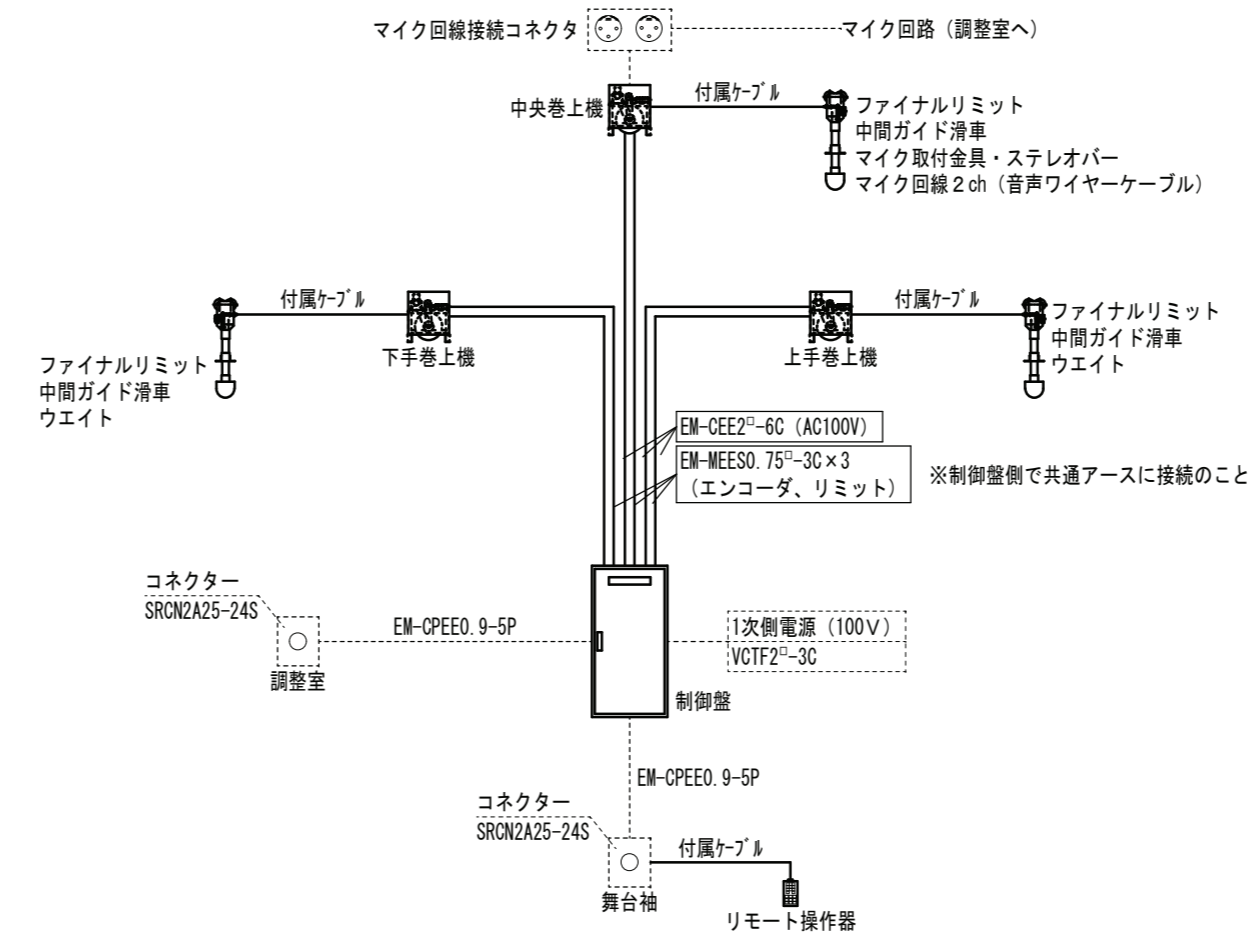 マイク回線接続コネクタ
マイク回路（調整室へ）
中央巻上機
付属ｹｰﾌﾞﾙ
ファイナルリミット
中間ガイド滑車
マイク取付金具・ステレオバー
マイク回線２ch（音声ワイヤーケーブル）
付属ｹｰﾌﾞﾙ
下手巻上機
ファイナルリミット
中間ガイド滑車
ウエイト
付属ｹｰﾌﾞﾙ
上手巻上機
ファイナルリミット
中間ガイド滑車
ウエイト
EM-CEE2□-6C（AC100V）
EM-MEES0.75□-3C×3
（エンコーダ、リミット）
※制御盤側で共通アースに接続のこと
コネクター
SRCN2A25-24S
調整室
EM-CPEE0.9-5P
1次側電源（100Ｖ）
VCTF2□-3C
制御盤
EM-CPEE0.9-5P
コネクター
SRCN2A25-24S
舞台袖
付属ｹｰﾌﾞﾙ
リモート操作器